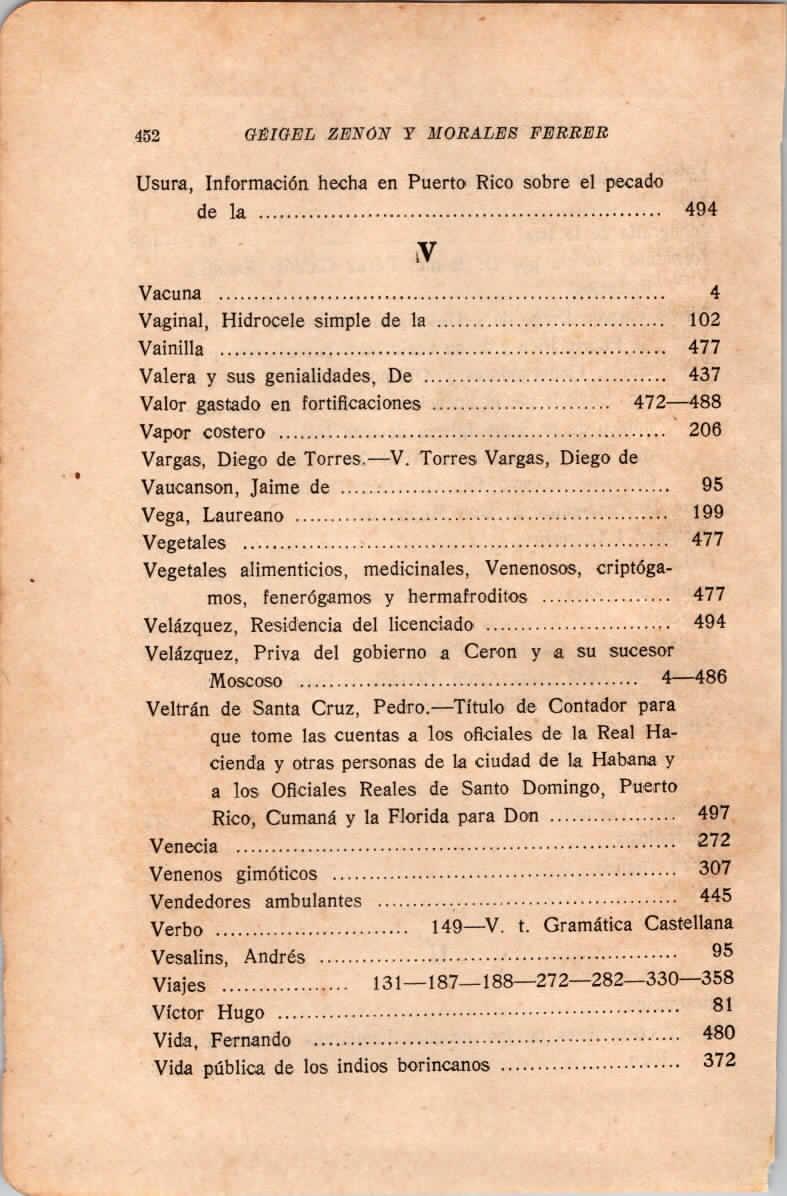 452 GÉIGEL ZENÓN Y MORALES FERRER
Usura, Información hecha en Puerto Rico sobre el pecado
de la ........................................................ 494
V
Vacuna ................................................................ 4
Vaginal, Hidrocele simple de la ................................ 102
Vainilla ................................................................ 477
Valera y sus genialidades, De .................................. 437
Valor gastado en fortificaciones ......................... 472—488
Vapor costero ...................................................... 206
Vargas, Diego de Torres.—V. Torres Vargas, Diego de
Vaucanson, Jaime de .............................................. 95
Vega, Laureano .................................................... 199
Vegetales ............................................................ 477
Vegetales alimenticios, medicinales, Venenosos, criptóga-
mos, fenerógamos y hermafroditos .................. 477
Velázquez, Residencia del licenciado .......................... 494
Velázquez, Priva del gobierno a Ceron y a su sucesor
Moscoso .............................................. 4—486
Veltrán de Santa Cruz, Pedro.—Título de Contador para
que tome las cuentas a los oficiales de la Real Ha-
cienda y otras personas de la ciudad de la Habana y
a los Oficiales Reales de Santo Domingo, Puerto
Rico, Cumaná y la Florida para Don .................. 497
Venecia .............................................................. 272
Venenos gimóticos ................................................ 307
Vendedores ambulantes .......................................... 445
Verbo ........................... 149—V. t. Gramática Castellana
Vesalins, Andrés .................................................. 95
Viajes .................. 131—187—188—272—282—330—358
Víctor Hugo ........................................................ 81
Vida, Fernando .................................................... 480
Vida pública de los indios borincanos ......................... 372